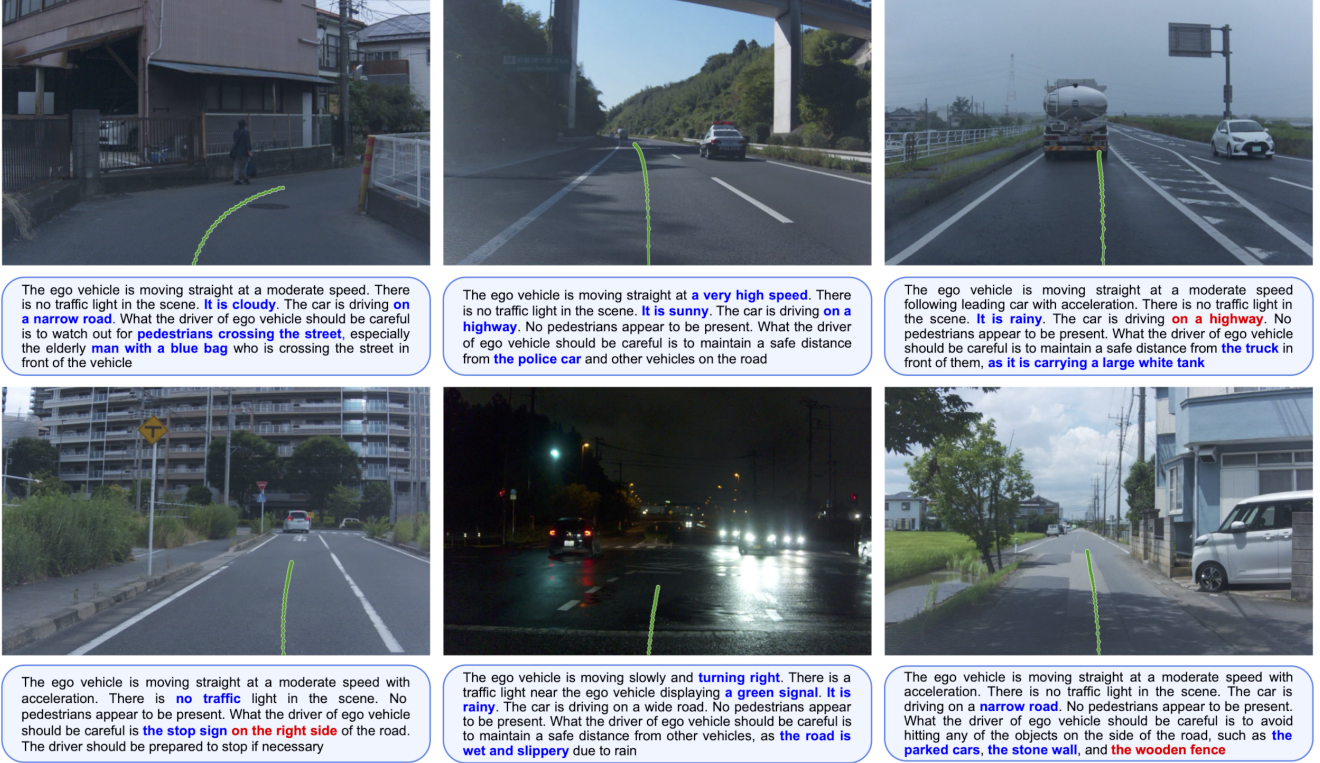 The ego vehicle is moving straight at a moderate speed. There
is no traffic light in the scene. It is cloudy. The car is driving on
a narrow road. What the driver of ego vehicle should be careful
is to watch out for pedestrians crossing the street, especially
the elderly man with a blue bag who is crossing the street in
front of the vehicle
The ego vehicle is moving straight at a very high speed. There
is no traffic light in the scene. It is sunny. The car is driving on a
highway. No pedestrians appear to be present. What the driver
of ego vehicle should be careful is to maintain a safe distance
from the police car and other vehicles on the road
The ego vehicle is moving straight at a moderate speed
following leading car with acceleration. There is no traffic light in
the scene. It is rainy. The car is driving on a highway. No
pedestrians appear to be present. What the driver of ego vehicle
should be careful is to maintain a safe distance from the truck in
front of them, as it is carrying a large white tank
The ego vehicle is moving straight at a moderate speed with
acceleration. There is no traffic light in the scene. No
pedestrians appear to be present. What the driver of ego vehicle
should be careful is the stop sign on the right side of the road.
The driver should be prepared to stop if necessary
The ego vehicle is moving slowly and turning right. There is a
traffic light near the ego vehicle displaying a green signal. It is
rainy. The car is driving on a wide road. No pedestrians appear
to be present. What the driver of ego vehicle should be careful is
to maintain a safe distance from other vehicles, as the road is
wet and slippery due to rain
The ego vehicle is moving straight at a moderate speed with
acceleration. There is no traffic light in the scene. The car is
driving on a narrow road. No pedestrians appear to be present.
What the driver of ego vehicle should be careful is to avoid
hitting any of the objects on the side of the road, such as the
parked cars, the stone wall, and the wooden fence